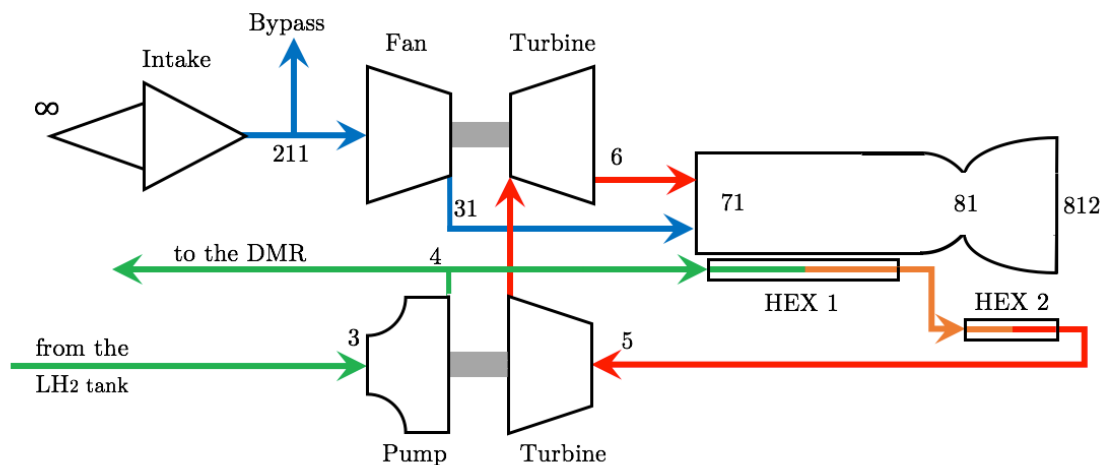 Bypass
Fan
Turbine
Intake
∞
211
6
31
71
81
812
to the DMR
4
HEX 1
HEX 2
from the
LH2 tank
3
5
Pump
Turbine